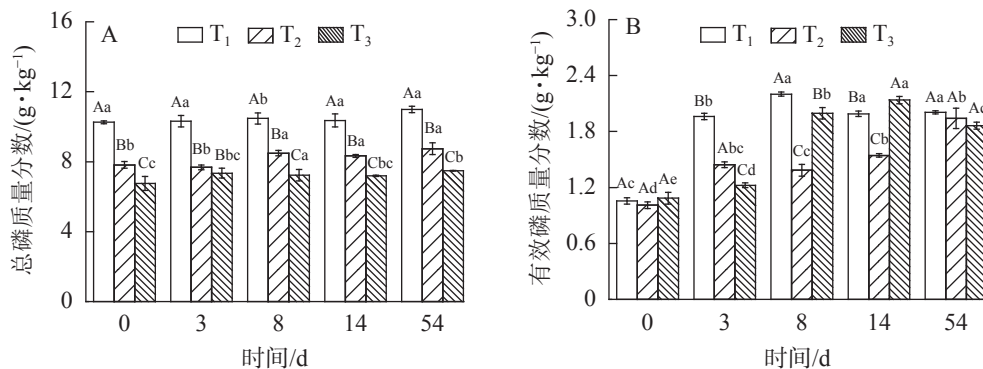 A
T₁ T₂ T₃
总磷质量分数/(g·kg⁻¹)
16
12
8
4
0
Aa Bb Cc
Aa Bb Bbc
Ab Ba Ca
Aa Ba Cbc
Aa Ba Cb
0 3 8 14 54
时间/d
B
T₁ T₂ T₃
有效磷质量分数/(g·kg⁻¹)
3.0
2.4
1.8
1.2
0.6
0
Ac Ad Ae
Bb Abc Cd
Aa Cc Bb
Ba Cb Aa
Aa Ab Ac
0 3 8 14 54
时间/d